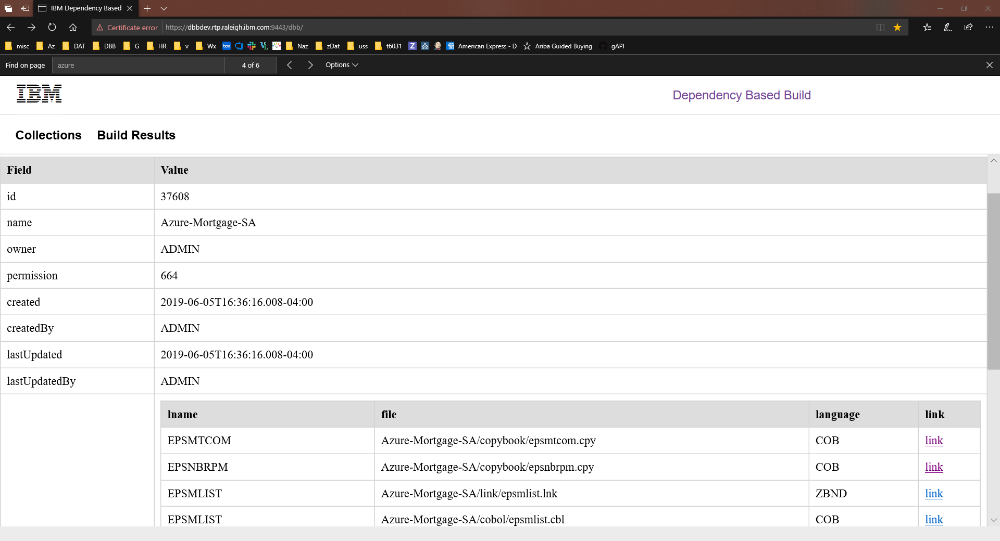 IBM Dependency Based
Certificate error https://dbbdev.rtp.raleigh.ibm.com:9443/dbb/
misc Az DAT DBB G HR v Wx box Naz zDat uss t6031 Z American Express - D Ariba Guided Buying gAPI
Find on page azure 4 of 6 Options
IBM Dependency Based Build
Collections Build Results
Field Value
id 37608
name Azure-Mortgage-SA
owner ADMIN
permission 664
created 2019-06-05T16:36:16.008-04:00
createdBy ADMIN
lastUpdated 2019-06-05T16:36:16.008-04:00
lastUpdatedBy ADMIN
lname file language link
EPSMTCOM Azure-Mortgage-SA/copybook/epsmtcom.cpy COB link
EPSNBRPM Azure-Mortgage-SA/copybook/epsnbrpm.cpy COB link
EPSMLIST Azure-Mortgage-SA/link/epsmlist.lnk ZBND link
EPSMLIST Azure-Mortgage-SA/cobol/epsmlist.cbl COB link